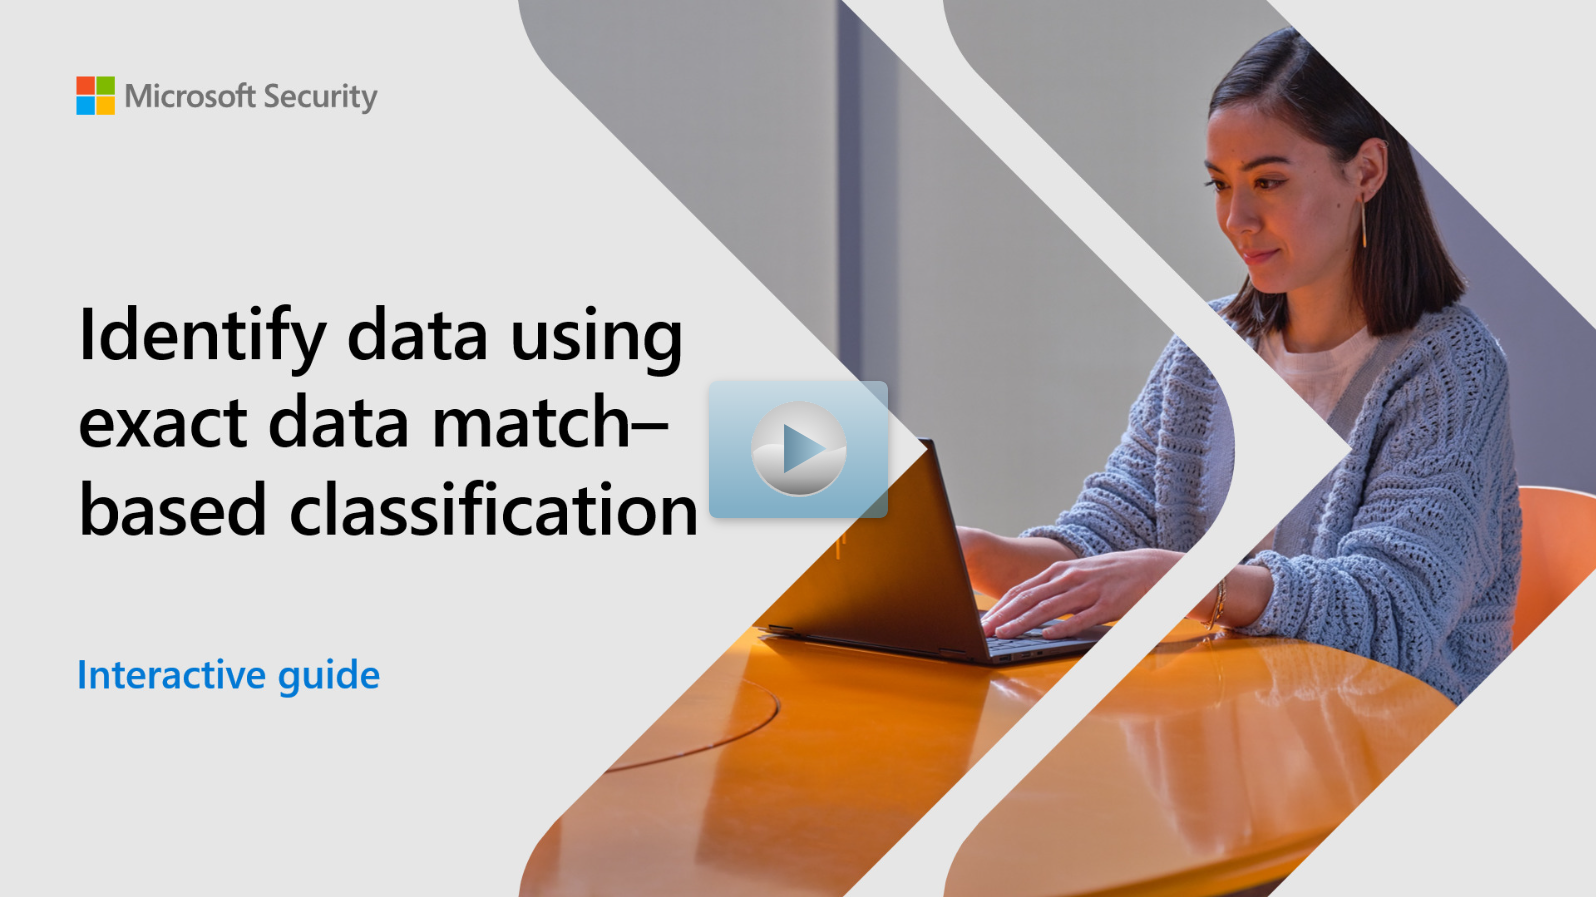 Microsoft Security
Identify data using
exact data match–
based classification
Interactive guide